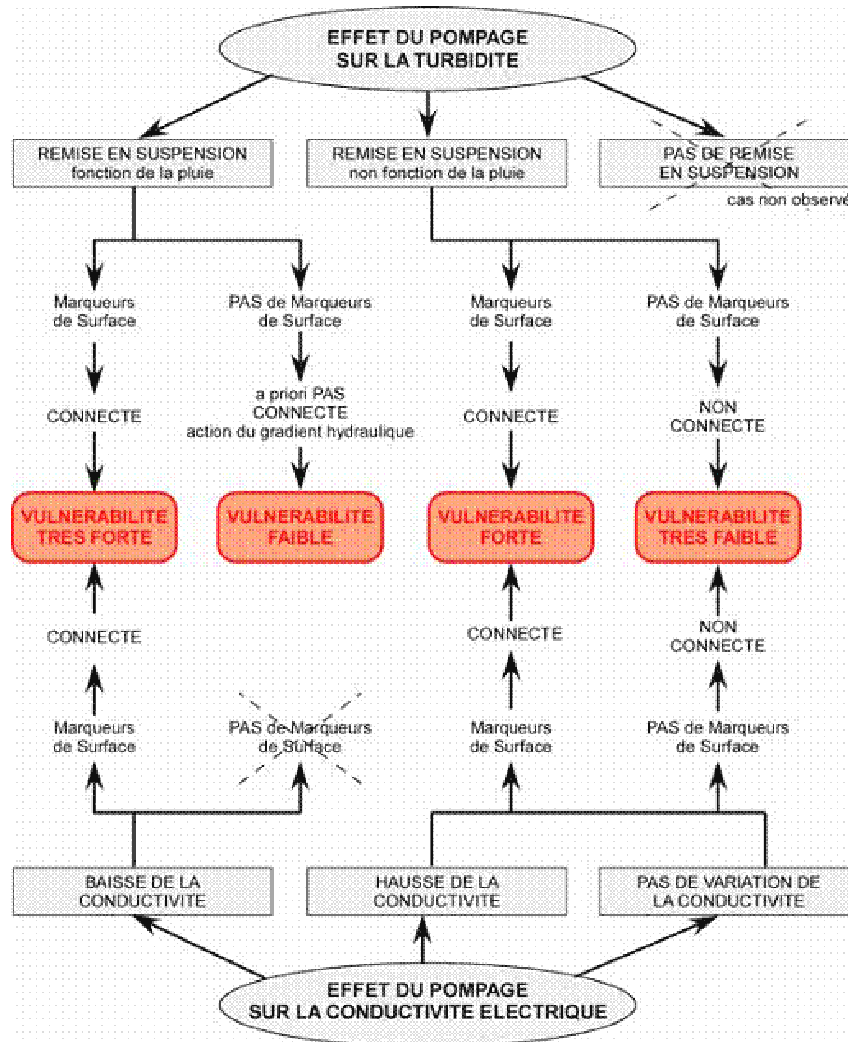 EFFET DU POMPAGE
SUR LA TURBIDITE
REMISE EN SUSPENSION
fonction de la pluie
REMISE EN SUSPENSION
non fonction de la pluie
PAS DE REMISE
EN SUSPENSION
cas non observé
Marqueurs
de Surface
PAS de Marqueurs
de Surface
Marqueurs
de Surface
PAS de Marqueurs
de Surface
CONNECTE
a priori PAS
CONNECTE
action du gradient hydraulique
CONNECTE
NON
CONNECTE
VULNERABILITE
TRES FORTE
VULNERABILITE
FAIBLE
VULNERABILITE
FORTE
VULNERABILITE
TRES FAIBLE
CONNECTE
CONNECTE
NON
CONNECTE
Marqueurs
de Surface
PAS de Marqueurs
de Surface
Marqueurs
de Surface
PAS de Marqueurs
de Surface
BAISSE DE LA
CONDUCTIVITE
HAUSSE DE LA
CONDUCTIVITE
PAS DE VARIATION DE
LA CONDUCTIVITE
EFFET DU POMPAGE
SUR LA CONDUCTIVITE ELECTRIQUE